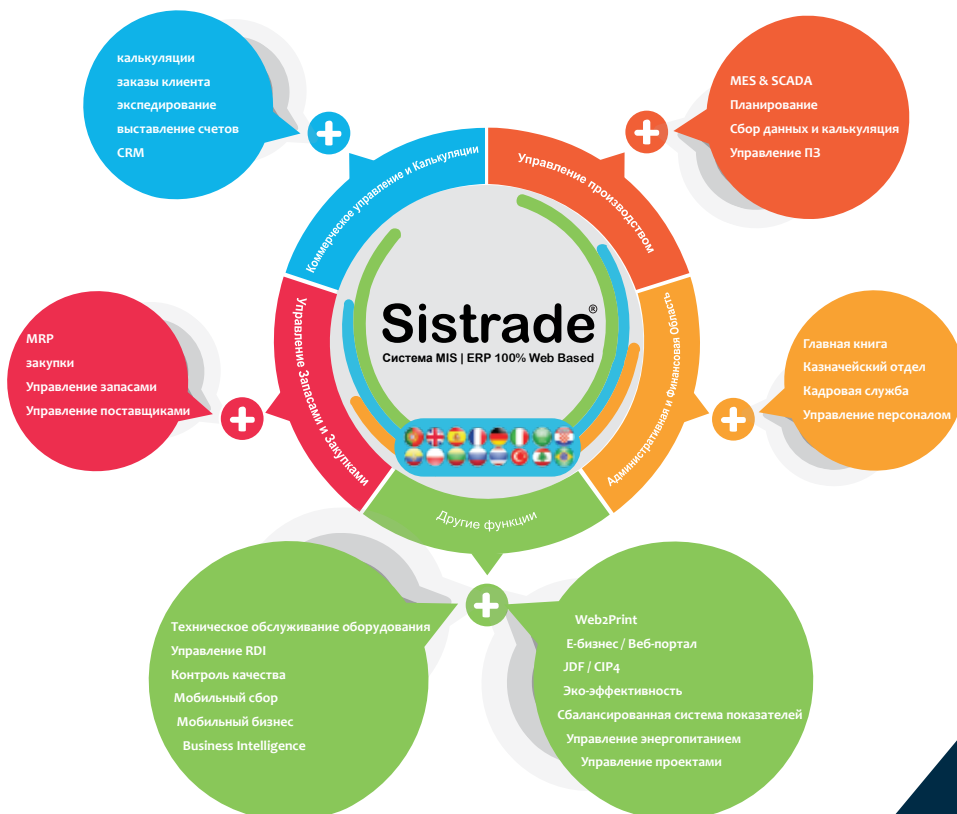 калькуляции
заказы клиента
экспедирование
выставление счетов
CRM
MES & SCADA
Планирование
Сбор данных и калькуляция
Управление ПЗ
Коммерческое управление и Калькуляции
Управление производством
Sistrade®
Система MIS | ERP 100% Web Based
Управление Запасами и Закупками
Административная и Финансовая Область
Другие функции
MRP
закупки
Управление запасами
Управление поставщиками
Главная книга
Казначейский отдел
Кадровая служба
Управление персоналом
Техническое обслуживание оборудования
Управление RDI
Контроль качества
Мобильный сбор
Мобильный бизнес
Business Intelligence
Web2Print
Е-бизнес / Веб-портал
JDF / CIP4
Эко-эффективность
Сбалансированная система показателей
Управление энергопитанием
Управление проектами